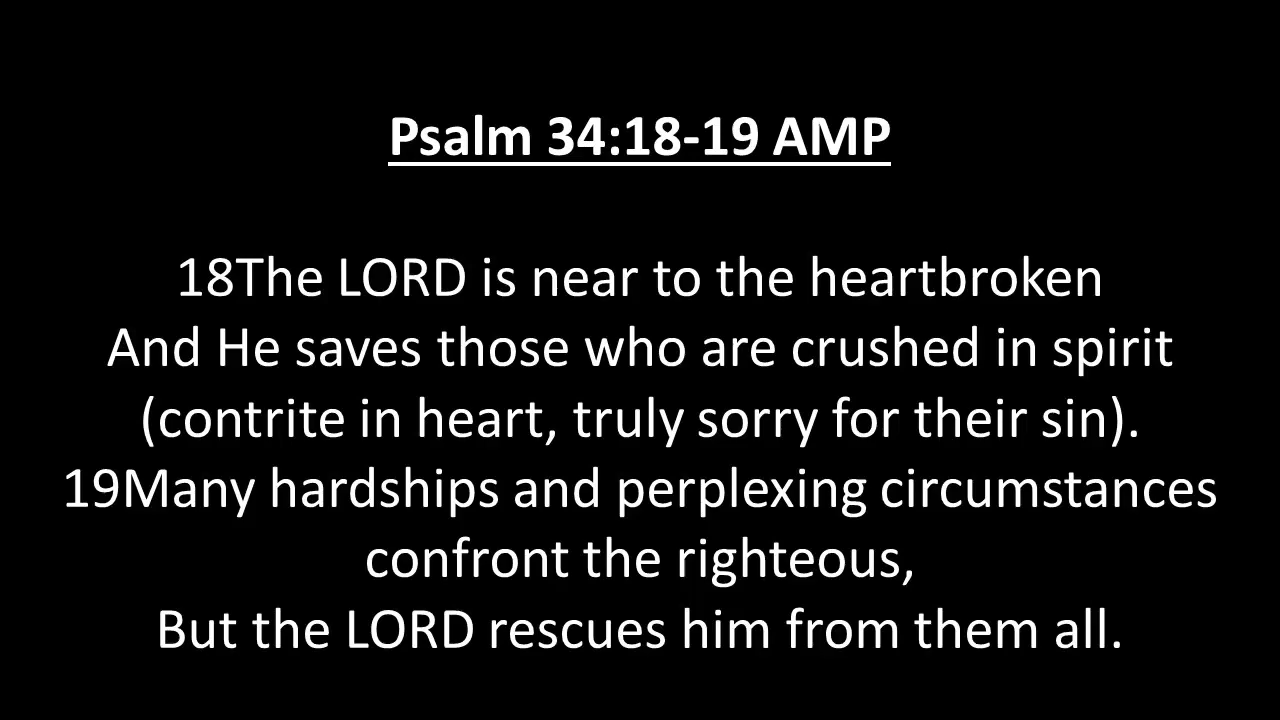 Psalm 34:18-19 AMP
18The LORD is near to the heartbroken
And He saves those who are crushed in spirit
(contrite in heart, truly sorry for their sin).
19Many hardships and perplexing circumstances
confront the righteous,
But the LORD rescues him from them all.